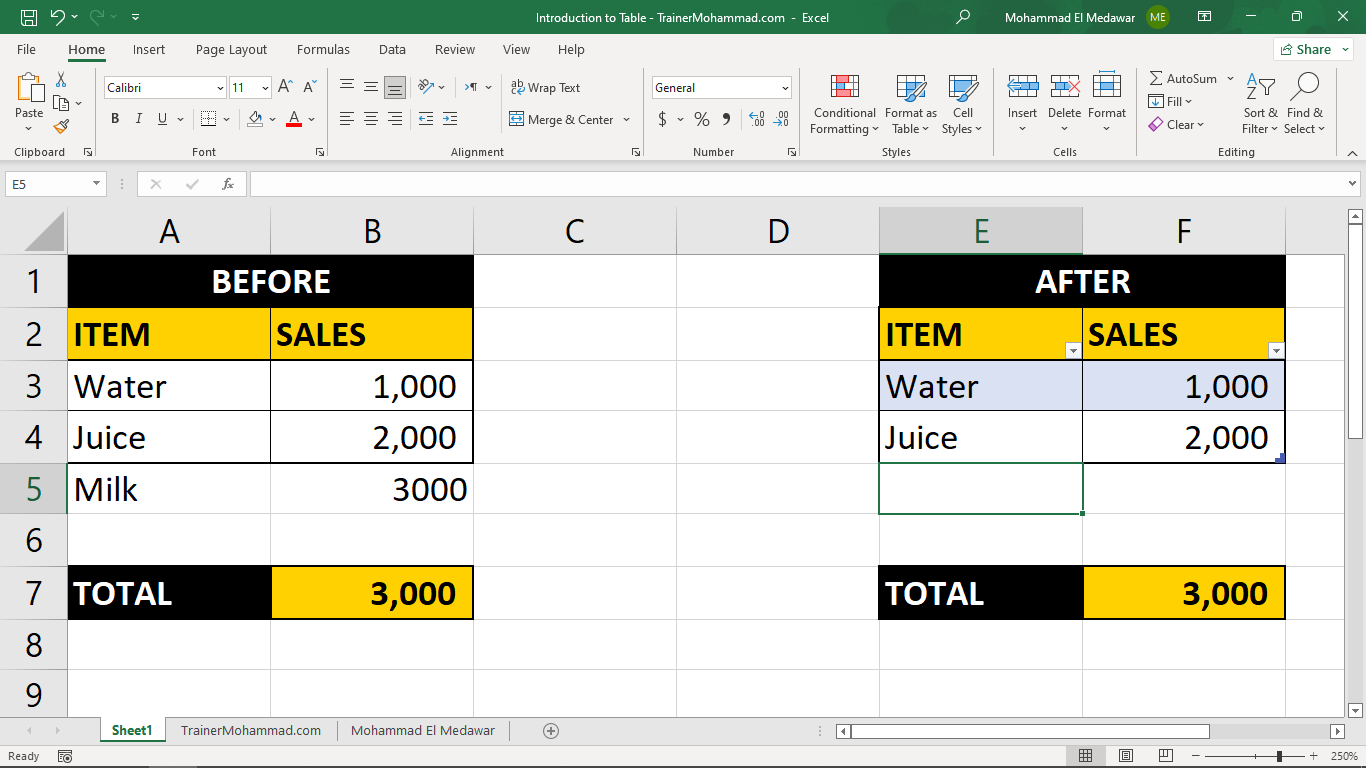 Introduction to Table - TrainerMohammad.com - Excel
Mohammad El Medawar ME
File Home Insert Page Layout Formulas Data Review View Help Share
Paste
Clipboard
Calibri 11
B I U A
Font
ab Wrap Text
Merge & Center
Alignment
General
$ % 9 .00 .00
Number
Conditional Formatting
Format as Table
Cell Styles
Styles
Insert Delete Format
Cells
AutoSum
Fill
Clear
Sort & Filter
Find & Select
Editing
E5 fx
A B C D E F
1 BEFORE AFTER
2 ITEM SALES ITEM SALES
3 Water 1,000 Water 1,000
4 Juice 2,000 Juice 2,000
5 Milk 3000
6
7 TOTAL 3,000 TOTAL 3,000
8
9
Sheet1 TrainerMohammad.com Mohammad El Medawar
Ready 250%